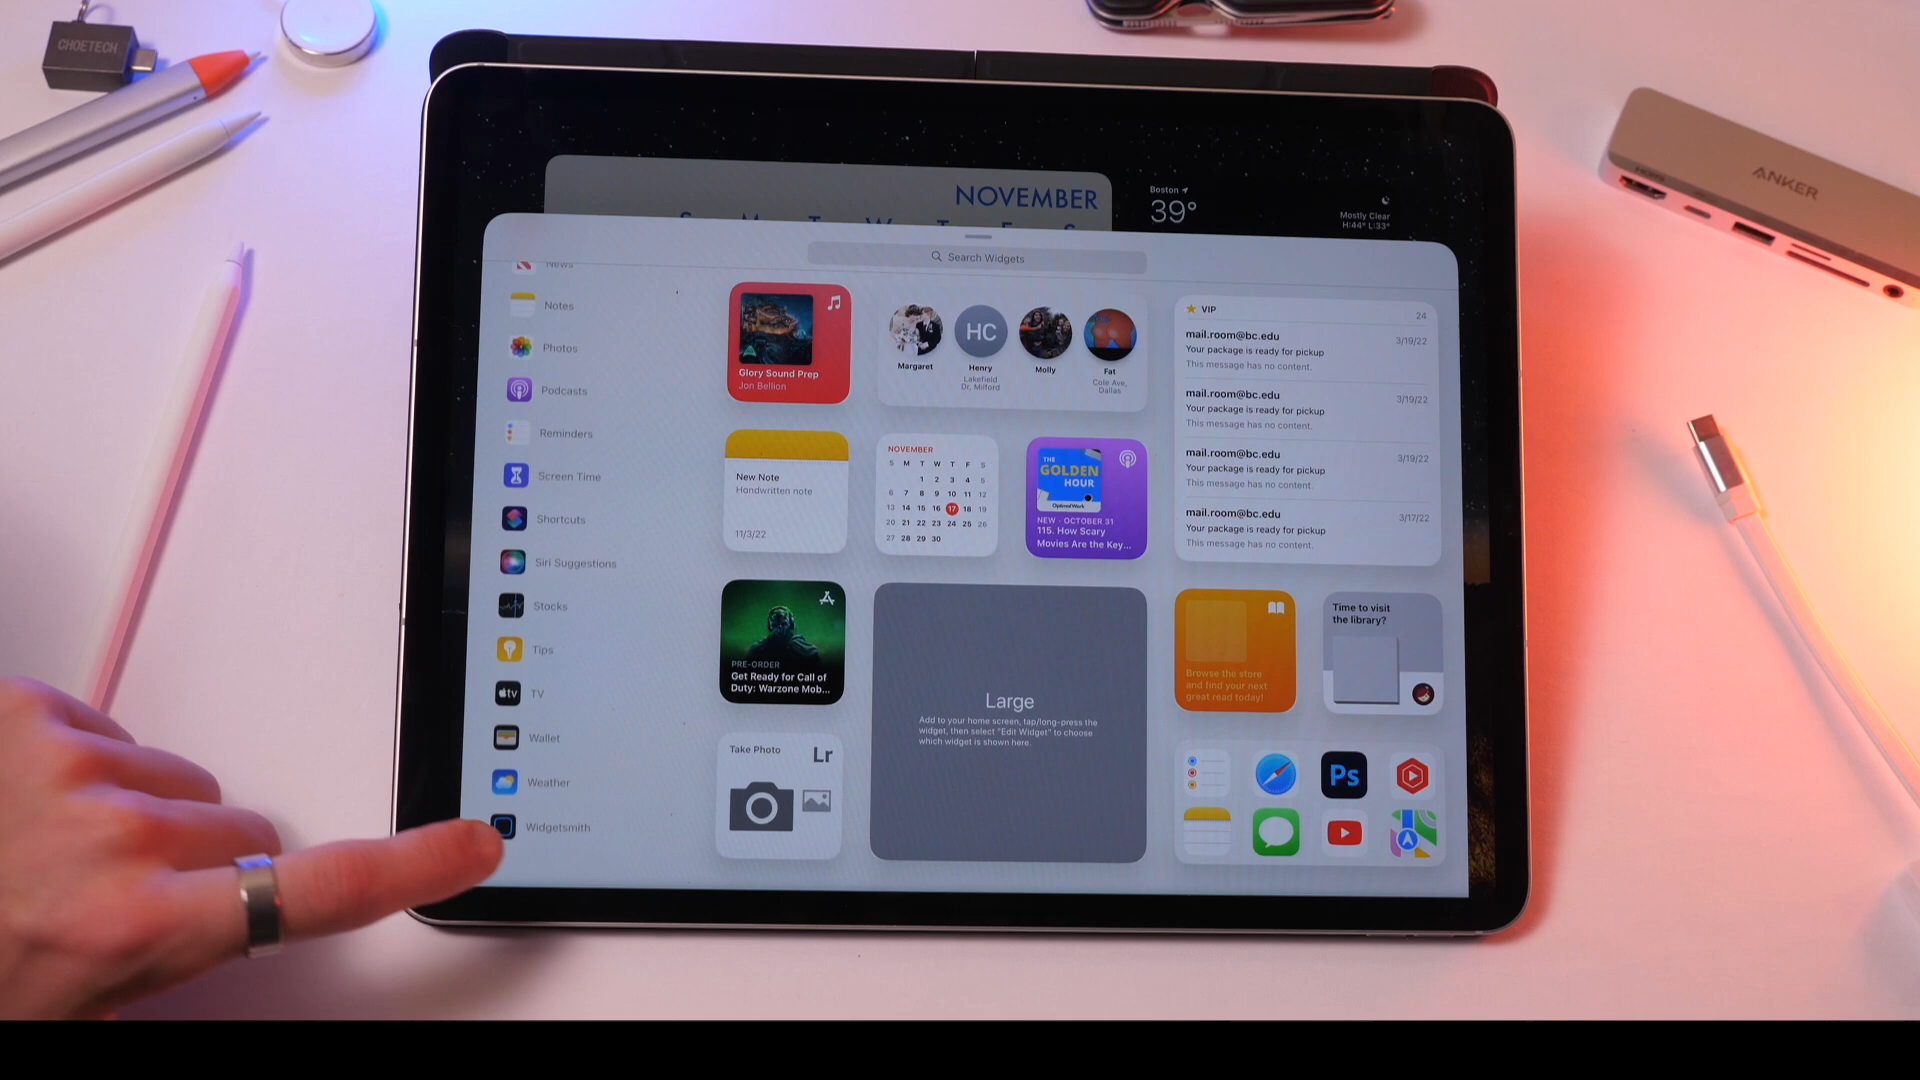 CHOETECH
ANKER
HDMI
NOVEMBER
S M T W T F S
Boston
39°
Mostly Clear
H:44° L:33°
Search Widgets
News
Notes
Photos
Podcasts
Reminders
Screen Time
Shortcuts
Siri Suggestions
Stocks
Tips
tv
TV
Wallet
Weather
Widgetsmith
Glory Sound Prep
Jon Bellion
HC
Margaret
Henry
Lakefield
Dr, Milford
Molly
Fat
Cole Ave,
Dallas
VIP
24
mail.room@bc.edu
3/19/22
Your package is ready for pickup
This message has no content.
mail.room@bc.edu
3/19/22
Your package is ready for pickup
This message has no content.
mail.room@bc.edu
3/19/22
Your package is ready for pickup
This message has no content.
mail.room@bc.edu
3/17/22
Your package is ready for pickup
This message has no content.
New Note
Handwritten note
11/3/22
NOVEMBER
S M T W T F S
1 2 3 4 5
6 7 8 9 10 11 12
13 14 15 16 17 18 19
20 21 22 23 24 25 26
27 28 29 30
THE
GOLDEN
HOUR
OptimalWork
NEW · OCTOBER 31
115. How Scary
Movies Are the Key...
PRE-ORDER
Get Ready for Call of
Duty: Warzone Mob...
Large
Add to your home screen, tap/long-press the
widget, then select "Edit Widget" to choose
which widget is shown here.
Browse the store
and find your next
great read today!
Time to visit
the library?
Take Photo
Lr
Ps